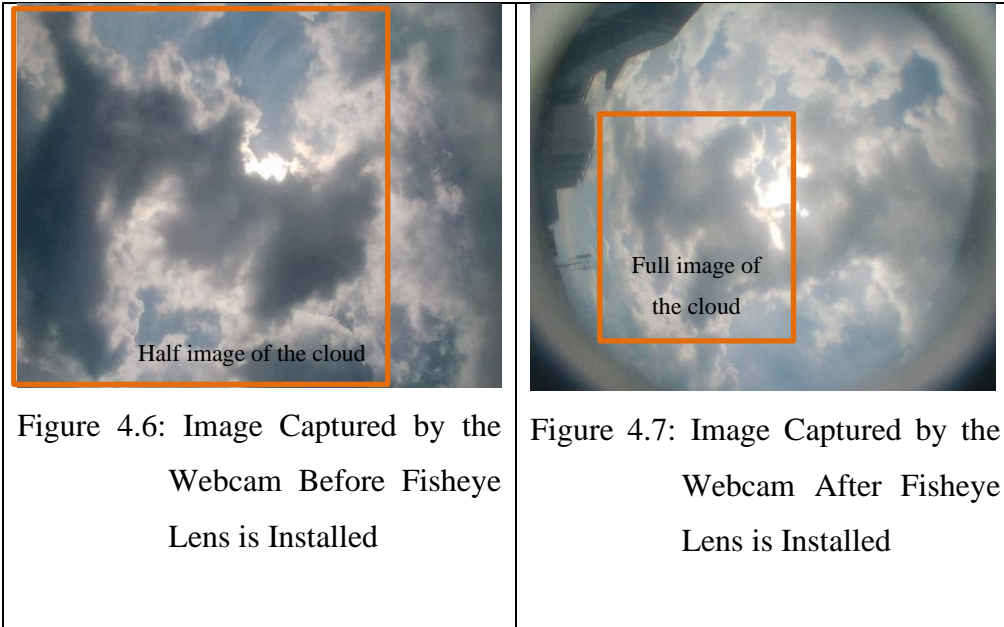 Half image of the cloud
Figure 4.6: Image Captured by the
Webcam Before Fisheye
Lens is Installed
Full image of
the cloud
Figure 4.7: Image Captured by the
Webcam After Fisheye
Lens is Installed